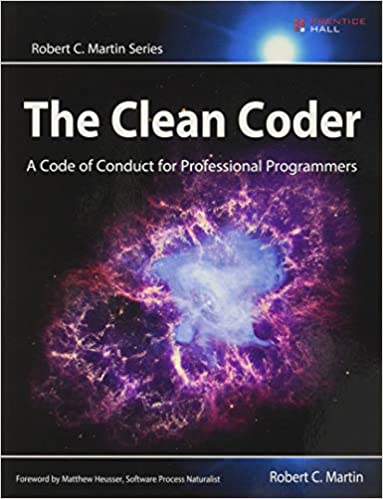 PRENTICE
HALL
Robert C. Martin Series
The Clean Coder
A Code of Conduct for Professional Programmers
Foreword by Matthew Heusser, Software Process Naturalist
Robert C. Martin